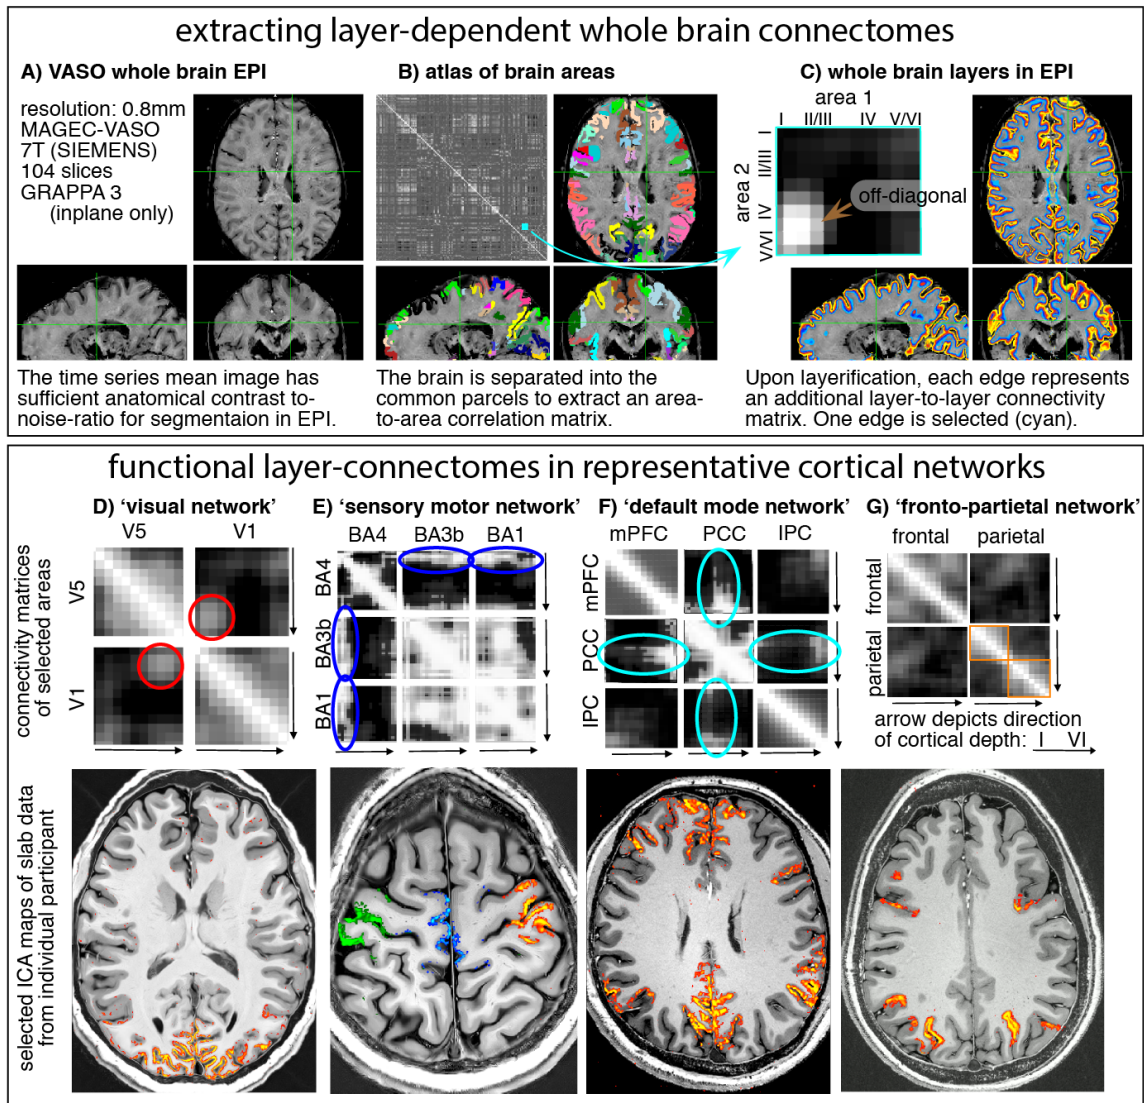 extracting layer-dependent whole brain connectomes
A) VASO whole brain EPI
resolution: 0.8mm
MAGEC-VASO
7T (SIEMENS)
104 slices
GRAPPA 3
(inplane only)
The time series mean image has
sufficient anatomical contrast to-
noise-ratio for segmentaion in EPI.
B) atlas of brain areas
The brain is separated into the
common parcels to extract an area-
to-area correlation matrix.
C) whole brain layers in EPI
area 1
I II/III IV V/VI
area 2
I
II/III
IV
V/VI
off-diagonal
Upon layerification, each edge represents
an additional layer-to-layer connectivity
matrix. One edge is selected (cyan).
functional layer-connectomes in representative cortical networks
connectivity matrices
of selected areas
D) ‘visual network’
V5 V1
V5
V1
E) ‘sensory motor network’
BA4 BA3b BA1
BA4
BA3b
BA1
F) ‘default mode network’
mPFC PCC IPC
mPFC
PCC
IPC
G) ‘fronto-partietal network’
frontal parietal
frontal
parietal
arrow depicts direction
of cortical depth: I VI
selected ICA maps of slab data
from individual participant